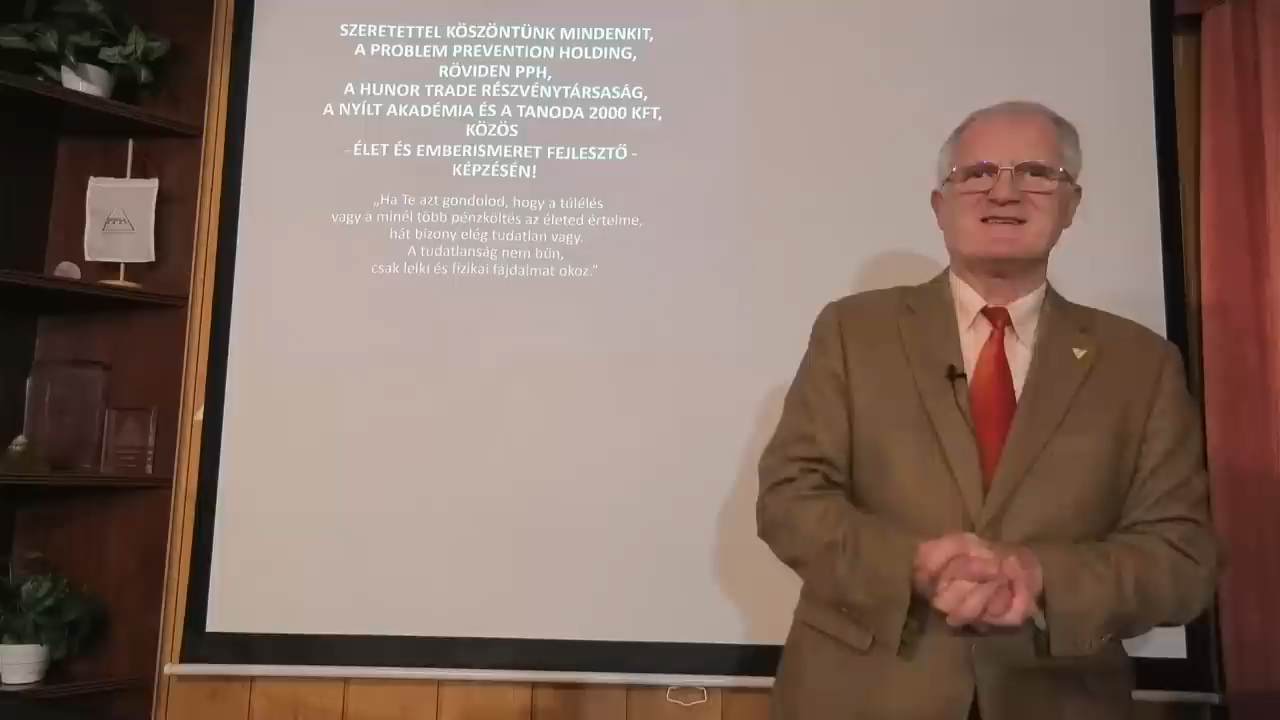 SZERETETTEL KÖSZÖNTÜNK MINDENKIT,
A PROBLEM PREVENTION HOLDING,
RÖVIDEN PPH,
A HUNOR TRADE RÉSZVÉNYTÁRSASÁG,
A NYÍLT AKADÉMIA ÉS A TANODA 2000 KFT,
KÖZÖS
-ÉLET ÉS EMBERISMERET FEJLESZTŐ -
KÉPZÉSÉN!
„Ha Te azt gondolod, hogy a túlélés
vagy a minél több pénzköltés az életed értelme,
hát bizony elég tudatlan vagy.
A tudatlanság nem bűn,
csak lelki és fizikai fájdalmat okoz."